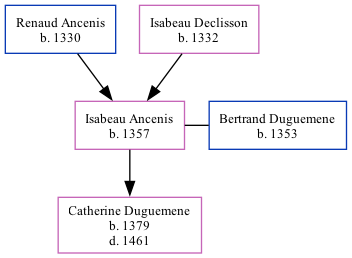 Renaud Ancenis
b. 1330
Isabeau Declisson
b. 1332
Isabeau Ancenis
b. 1357
Bertrand Duguemene
b. 1353
Catherine Duguemene
b. 1379
d. 1461